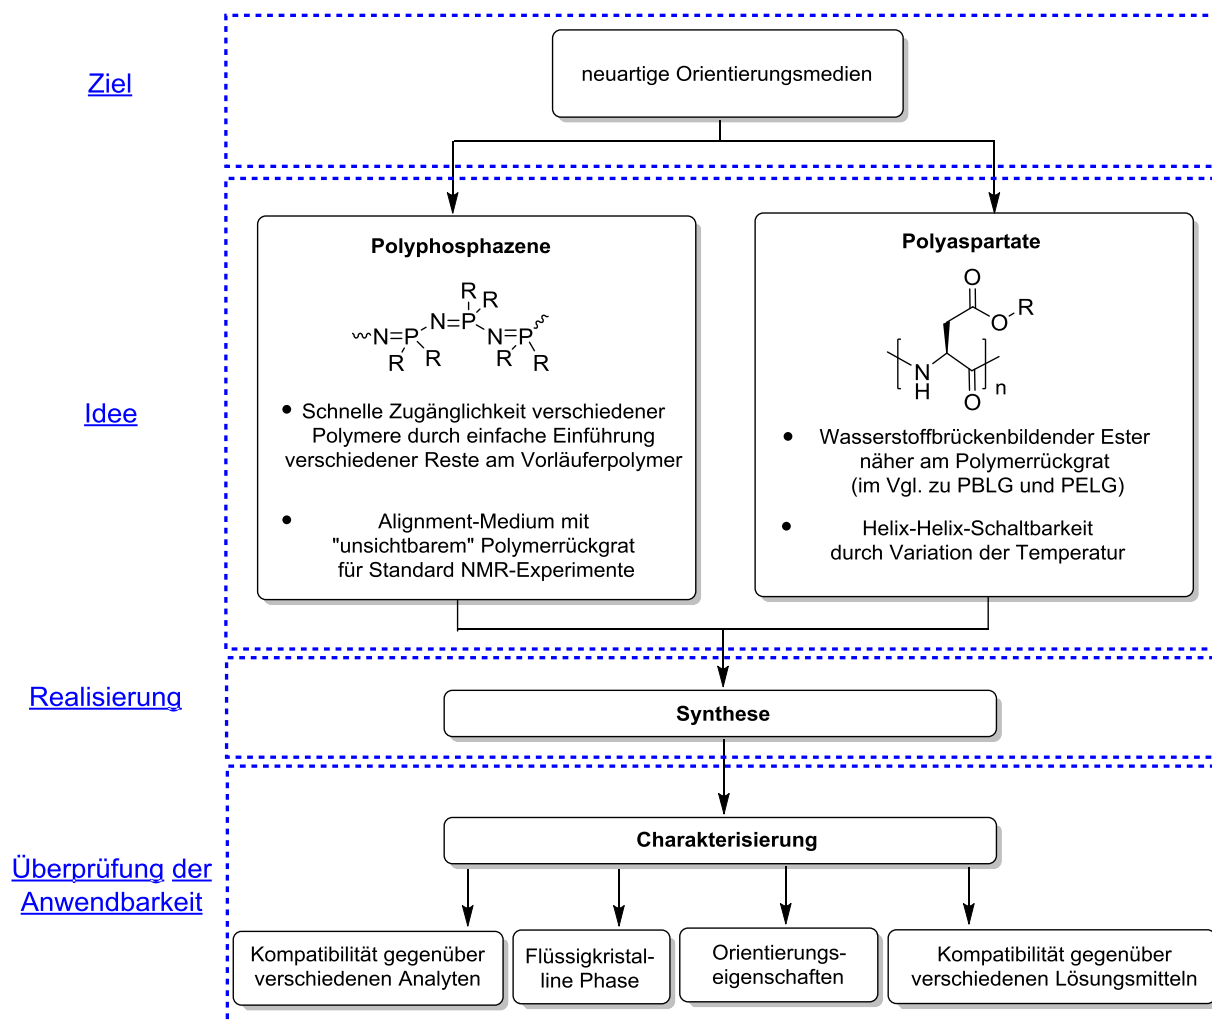 Ziel
neuartige Orientierungsmedien
Idee
Polyphosphazene
R
R
N=P
N=P
N=P
R
R
R
R
Schnelle Zugänglichkeit verschiedener
Polymere durch einfache Einführung
verschiedener Reste am Vorläuferpolymer
Alignment-Medium mit
"unsichtbarem" Polymerrückgrat
für Standard NMR-Experimente
Polyaspartate
O
O
R
N
H
O
n
Wasserstoffbrückenbildender Ester
näher am Polymerrückgrat
(im Vgl. zu PBLG und PELG)
Helix-Helix-Schaltbarkeit
durch Variation der Temperatur
Realisierung
Synthese
Überprüfung der
Anwendbarkeit
Charakterisierung
Kompatibilität gegenüber
verschiedenen Analyten
Flüssigkristal-
line Phase
Orientierungs-
eigenschaften
Kompatibilität gegenüber
verschiedenen Lösungsmitteln